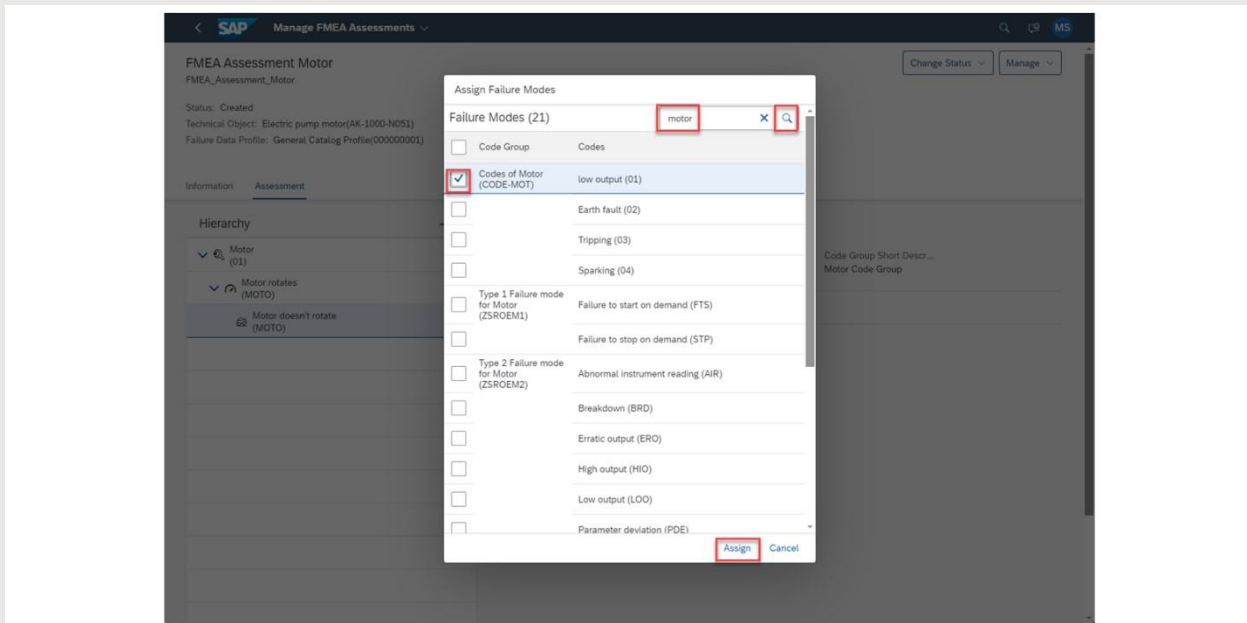 SAP Manage FMEA Assessments MS
FMEA Assessment Motor
Change Status Manage
FMEA_Assessment_Motor
Status: Created
Technical Object: Electric pump motor(AK-1000-N051)
Failure Data Profile: General Catalog Profile(000000001)
Information Assessment
Hierarchy
Motor
(01)
Motor rotates
(MOTO)
Motor doesn't rotate
(MOTO)
Code Group Short Descr...
Motor Code Group
Assign Failure Modes
Failure Modes (21) motor
Code Group Codes
Codes of Motor
(CODE-MOT)
low output (01)
Earth fault (02)
Tripping (03)
Sparking (04)
Type 1 Failure mode
for Motor
(ZSROEM1)
Failure to start on demand (FTS)
Failure to stop on demand (STP)
Type 2 Failure mode
for Motor
(ZSROEM2)
Abnormal instrument reading (AIR)
Breakdown (BRD)
Erratic output (ERO)
High output (HIO)
Low output (LOO)
Parameter deviation (PDE)
Assign Cancel